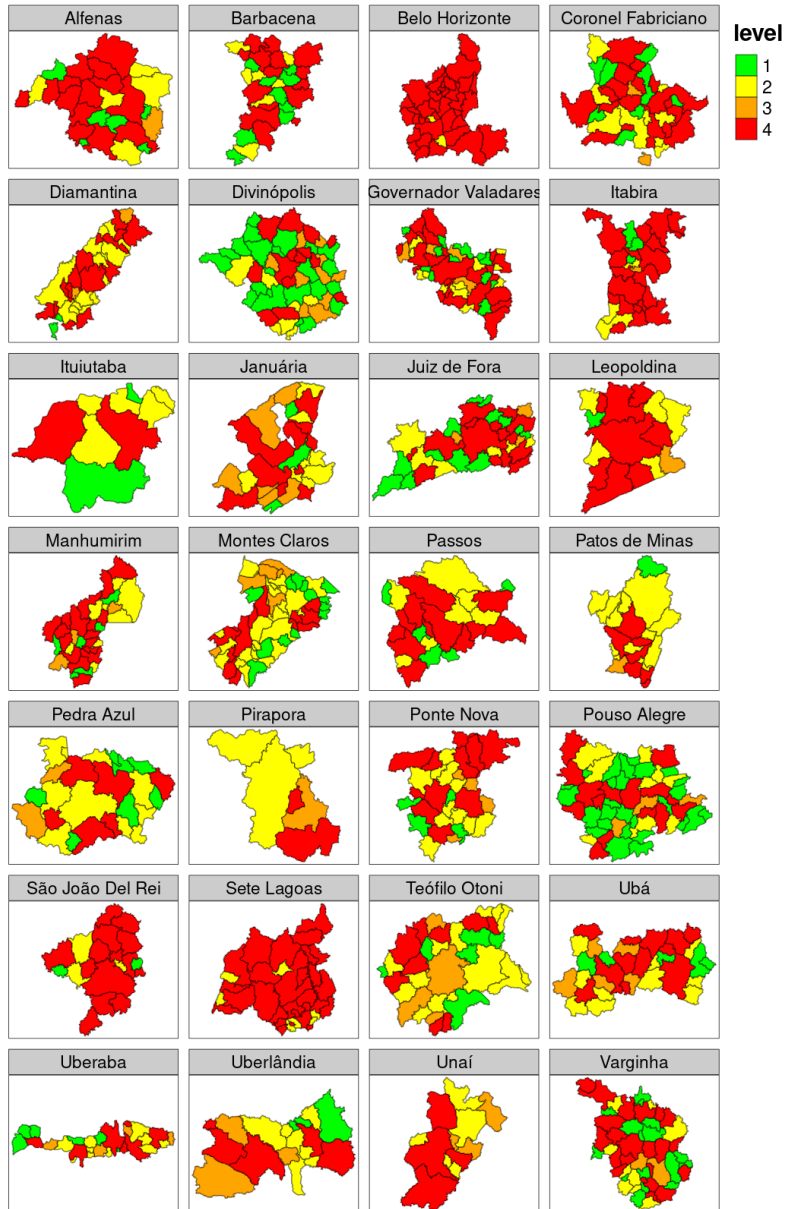 Alfenas
Barbacena
Belo Horizonte
Coronel Fabriciano
level
1
2
3
4
Diamantina
Divinópolis
Governador Valadares
Itabira
Ituiutaba
Januária
Juiz de Fora
Leopoldina
Manhumirim
Montes Claros
Passos
Patos de Minas
Pedra Azul
Pirapora
Ponte Nova
Pouso Alegre
São João Del Rei
Sete Lagoas
Teófilo Otoni
Ubá
Uberaba
Uberlândia
Unaí
Varginha